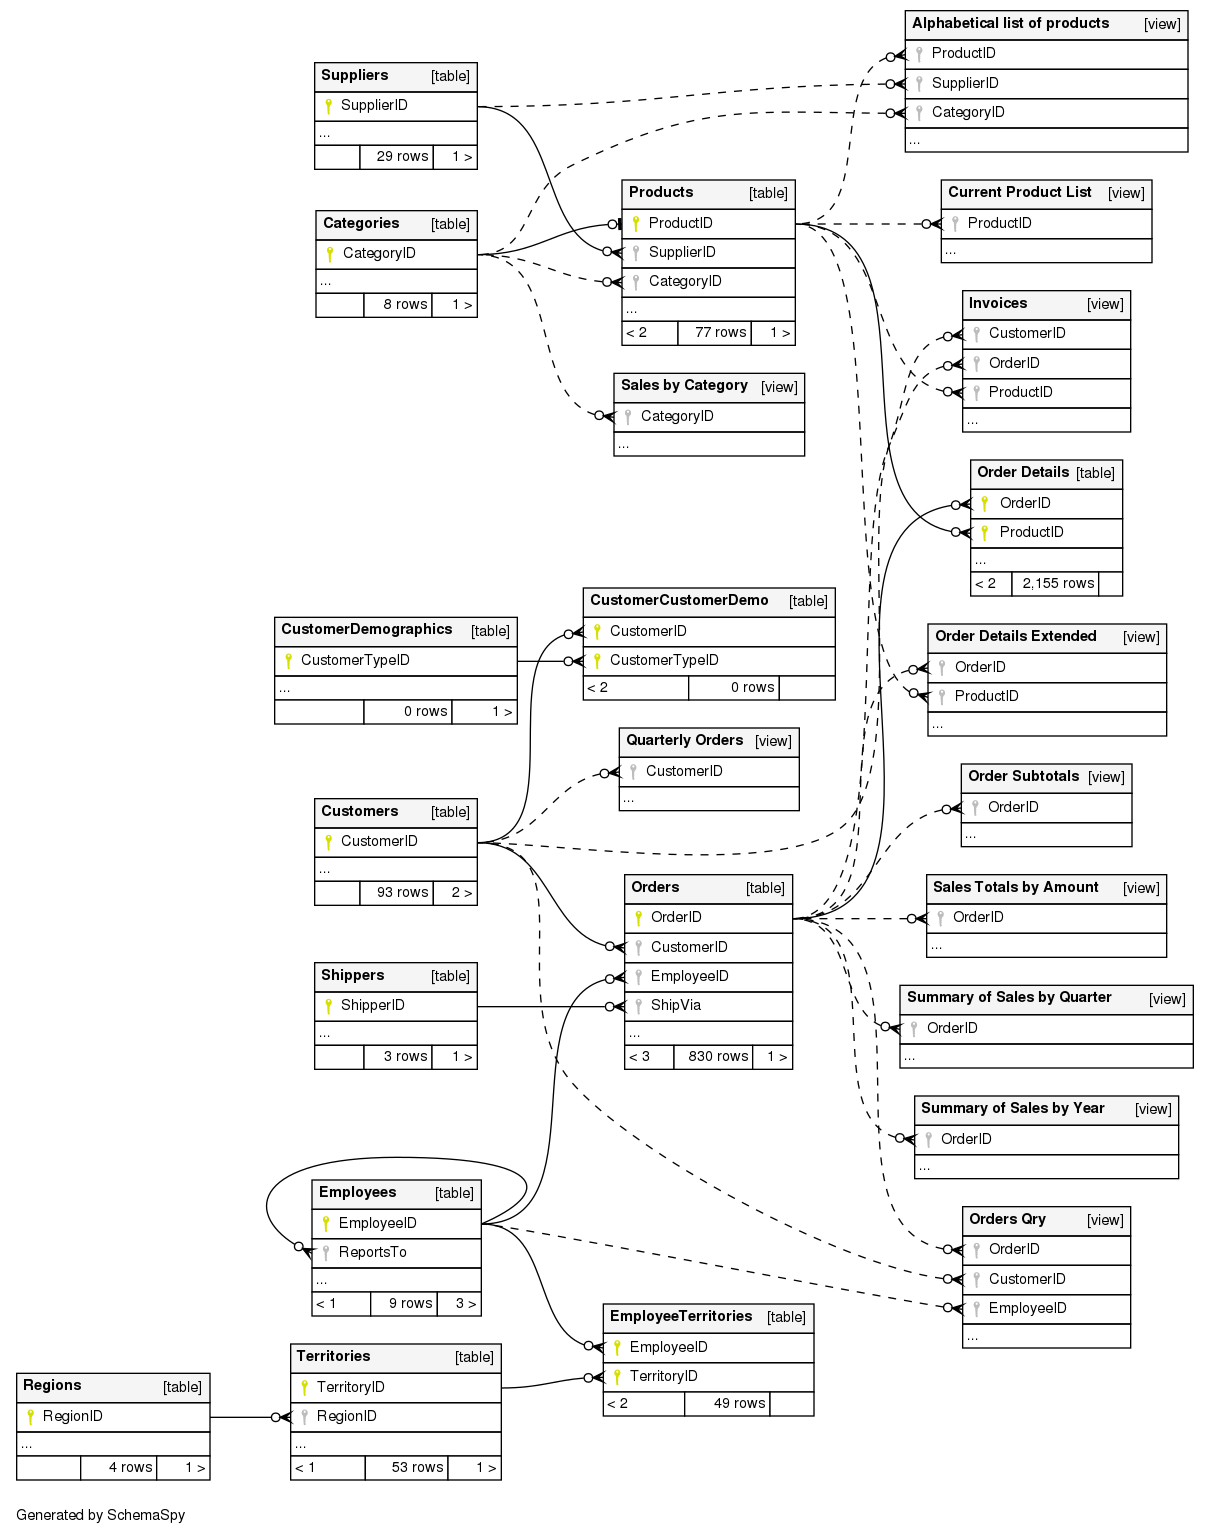 Alphabetical list of products [view]
ProductID
SupplierID
CategoryID
...
Suppliers [table]
SupplierID
...
29 rows 1 >
Products [table]
ProductID
SupplierID
CategoryID
...
< 2 77 rows 1 >
Current Product List [view]
ProductID
...
Categories [table]
CategoryID
...
8 rows 1 >
Invoices [view]
CustomerID
OrderID
ProductID
...
Sales by Category [view]
CategoryID
...
Order Details [table]
OrderID
ProductID
...
< 2 2,155 rows
CustomerCustomerDemo [table]
CustomerID
CustomerTypeID
< 2 0 rows
CustomerDemographics [table]
CustomerTypeID
...
0 rows 1 >
Order Details Extended [view]
OrderID
ProductID
...
Quarterly Orders [view]
CustomerID
...
Order Subtotals [view]
OrderID
...
Customers [table]
CustomerID
...
93 rows 2 >
Orders [table]
OrderID
CustomerID
EmployeeID
ShipVia
...
< 3 830 rows 1 >
Sales Totals by Amount [view]
OrderID
...
Shippers [table]
ShipperID
...
3 rows 1 >
Summary of Sales by Quarter [view]
OrderID
...
Summary of Sales by Year [view]
OrderID
...
Employees [table]
EmployeeID
ReportsTo
...
< 1 9 rows 3 >
Orders Qry [view]
OrderID
CustomerID
EmployeeID
...
EmployeeTerritories [table]
EmployeeID
TerritoryID
< 2 49 rows
Territories [table]
TerritoryID
RegionID
...
< 1 53 rows 1 >
Regions [table]
RegionID
...
4 rows 1 >
Generated by SchemaSpy